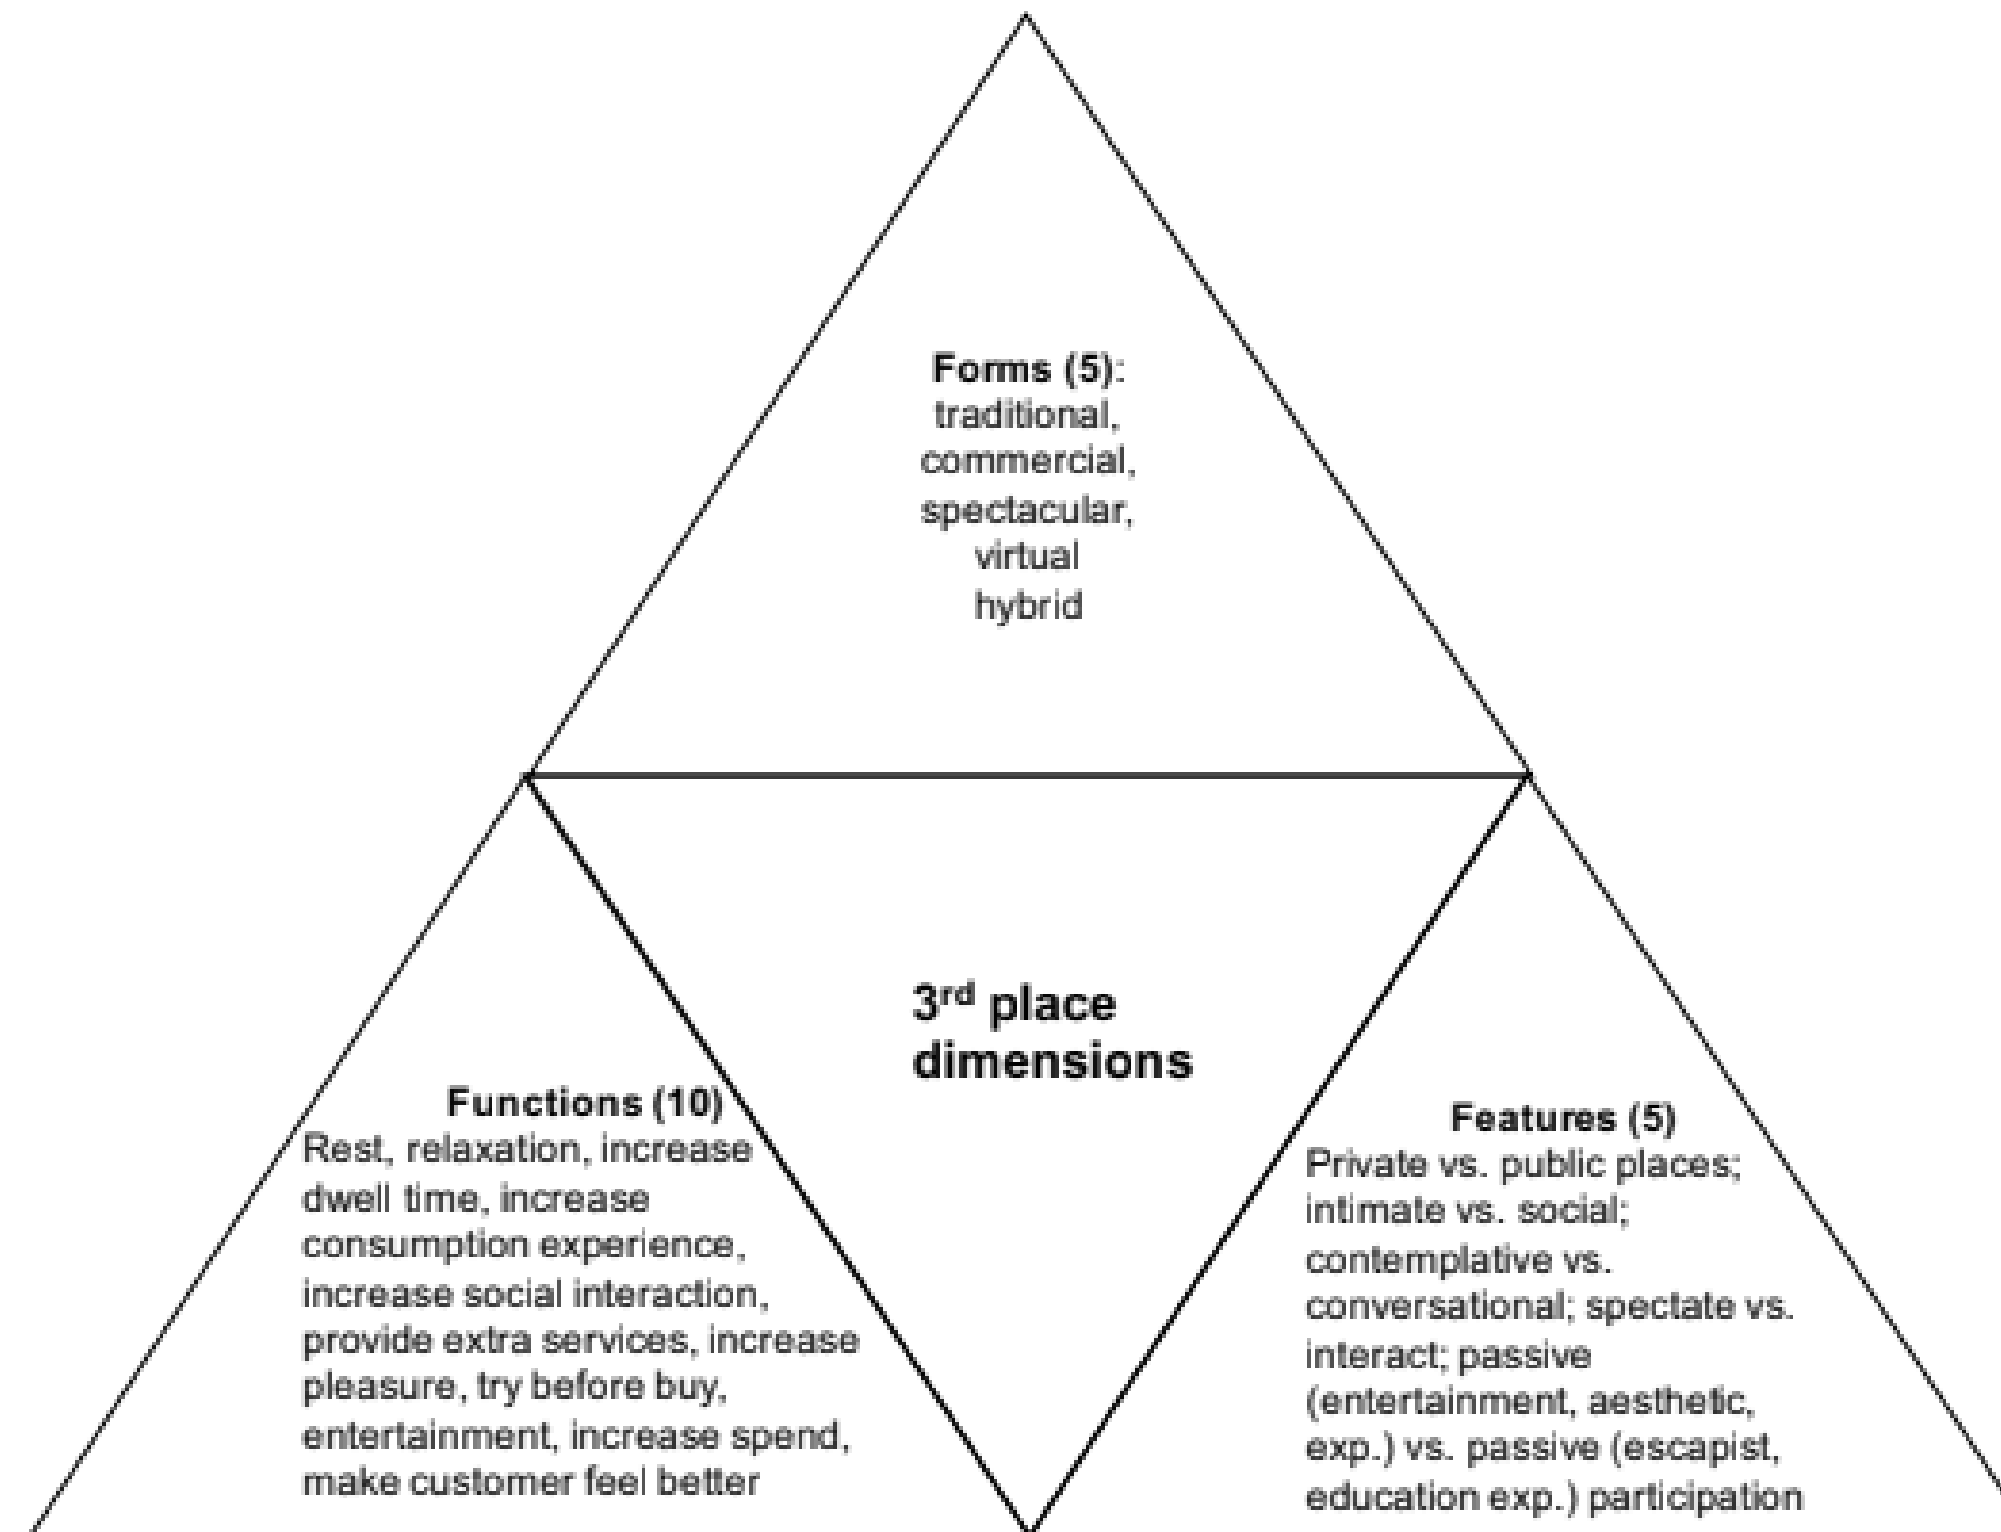 Forms (5):
traditional,
commercial,
spectacular,
virtual
hybrid
3rd place
dimensions
Functions (10)
Rest, relaxation, increase
dwell time, increase
consumption experience,
increase social interaction,
provide extra services, increase
pleasure, try before buy,
entertainment, increase spend,
make customer feel better
Features (5)
Private vs. public places;
intimate vs. social;
contemplative vs.
conversational; spectate vs.
interact; passive
(entertainment, aesthetic,
exp.) vs. passive (escapist,
education exp.) participation